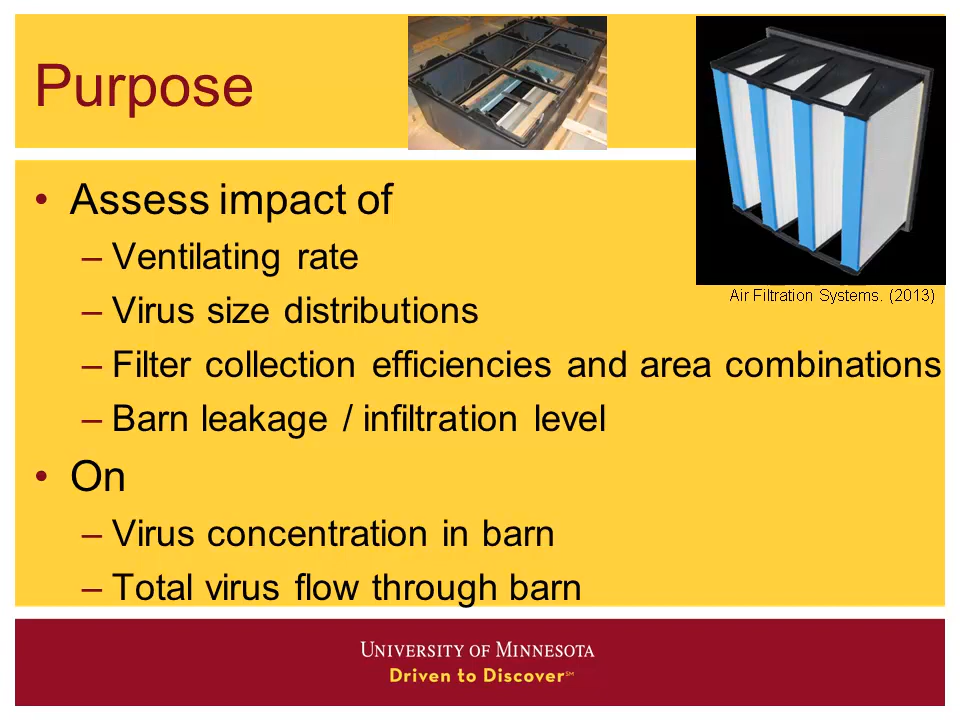 Purpose
• Assess impact of
– Ventilating rate
– Virus size distributions
– Filter collection efficiencies and area combinations
– Barn leakage / infiltration level
• On
– Virus concentration in barn
– Total virus flow through barn
Air Filtration Systems. (2013)
UNIVERSITY OF MINNESOTA
Driven to Discover℠